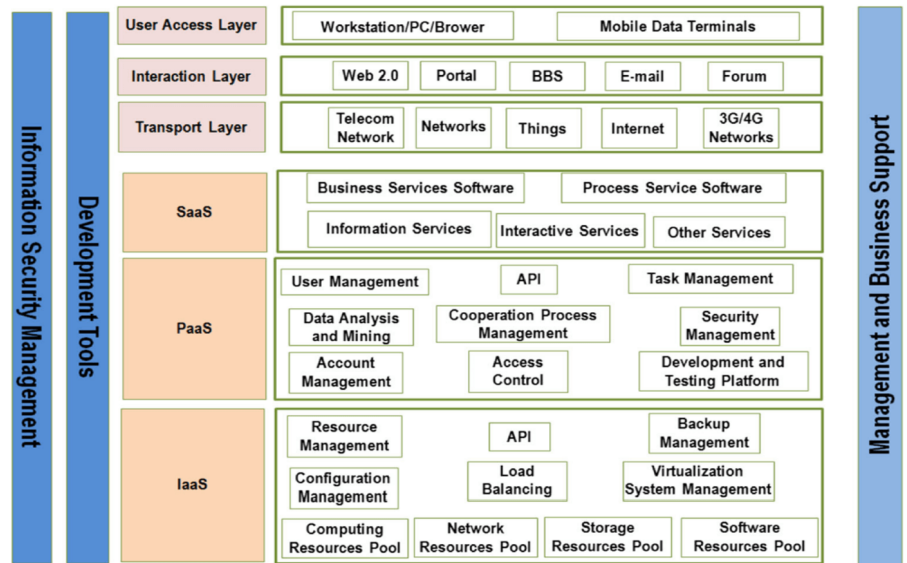 Information Security Management
Development Tools
User Access Layer
Workstation/PC/Brower
Mobile Data Terminals
Interaction Layer
Web 2.0
Portal
BBS
E-mail
Forum
Transport Layer
Telecom
Network
Networks
Things
Internet
3G/4G
Networks
SaaS
Business Services Software
Process Service Software
Information Services
Interactive Services
Other Services
PaaS
User Management
API
Task Management
Data Analysis
and Mining
Cooperation Process
Management
Security
Management
Account
Management
Access
Control
Development and
Testing Platform
IaaS
Resource
Management
API
Backup
Management
Configuration
Management
Load
Balancing
Virtualization
System Management
Computing
Resources Pool
Network
Resources Pool
Storage
Resources Pool
Software
Resources Pool
Management and Business Support